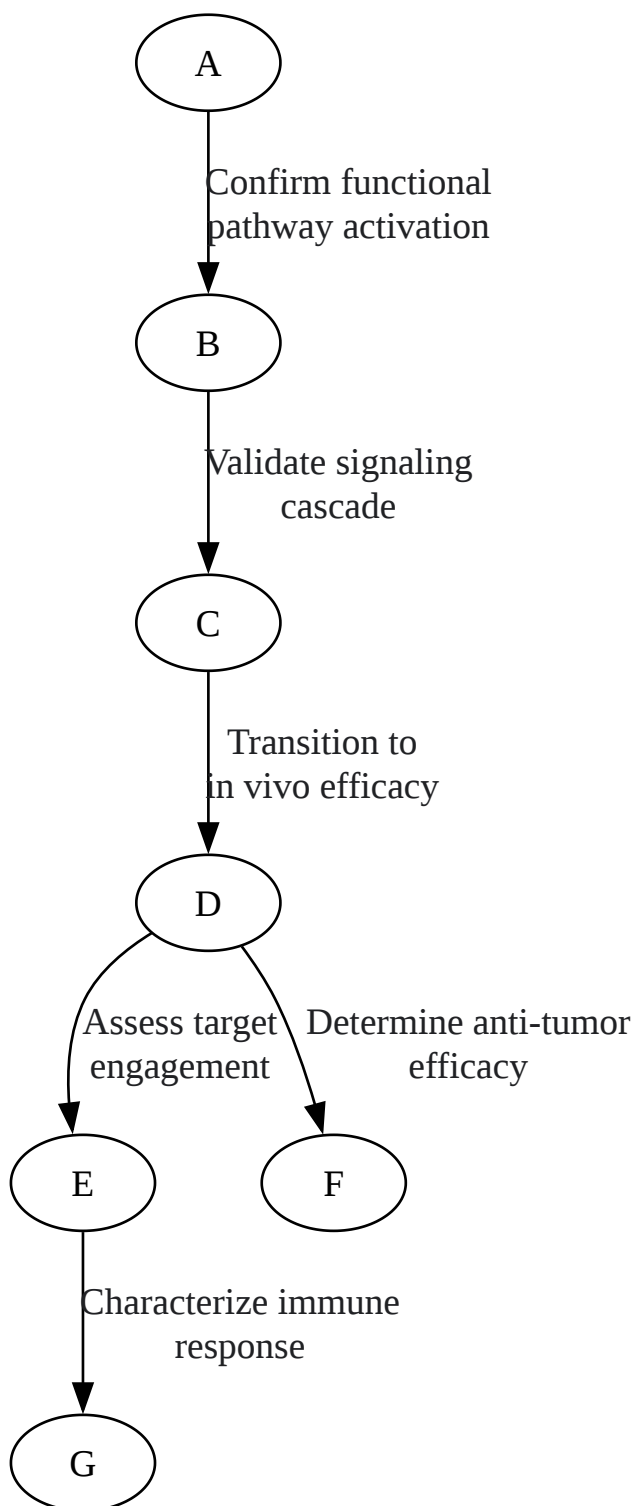 A
Confirm functional
pathway activation
B
Validate signaling
cascade
C
Transition to
in vivo efficacy
D
Assess target
engagement
Determine anti-tumor
efficacy
E
F
Characterize immune
response
G